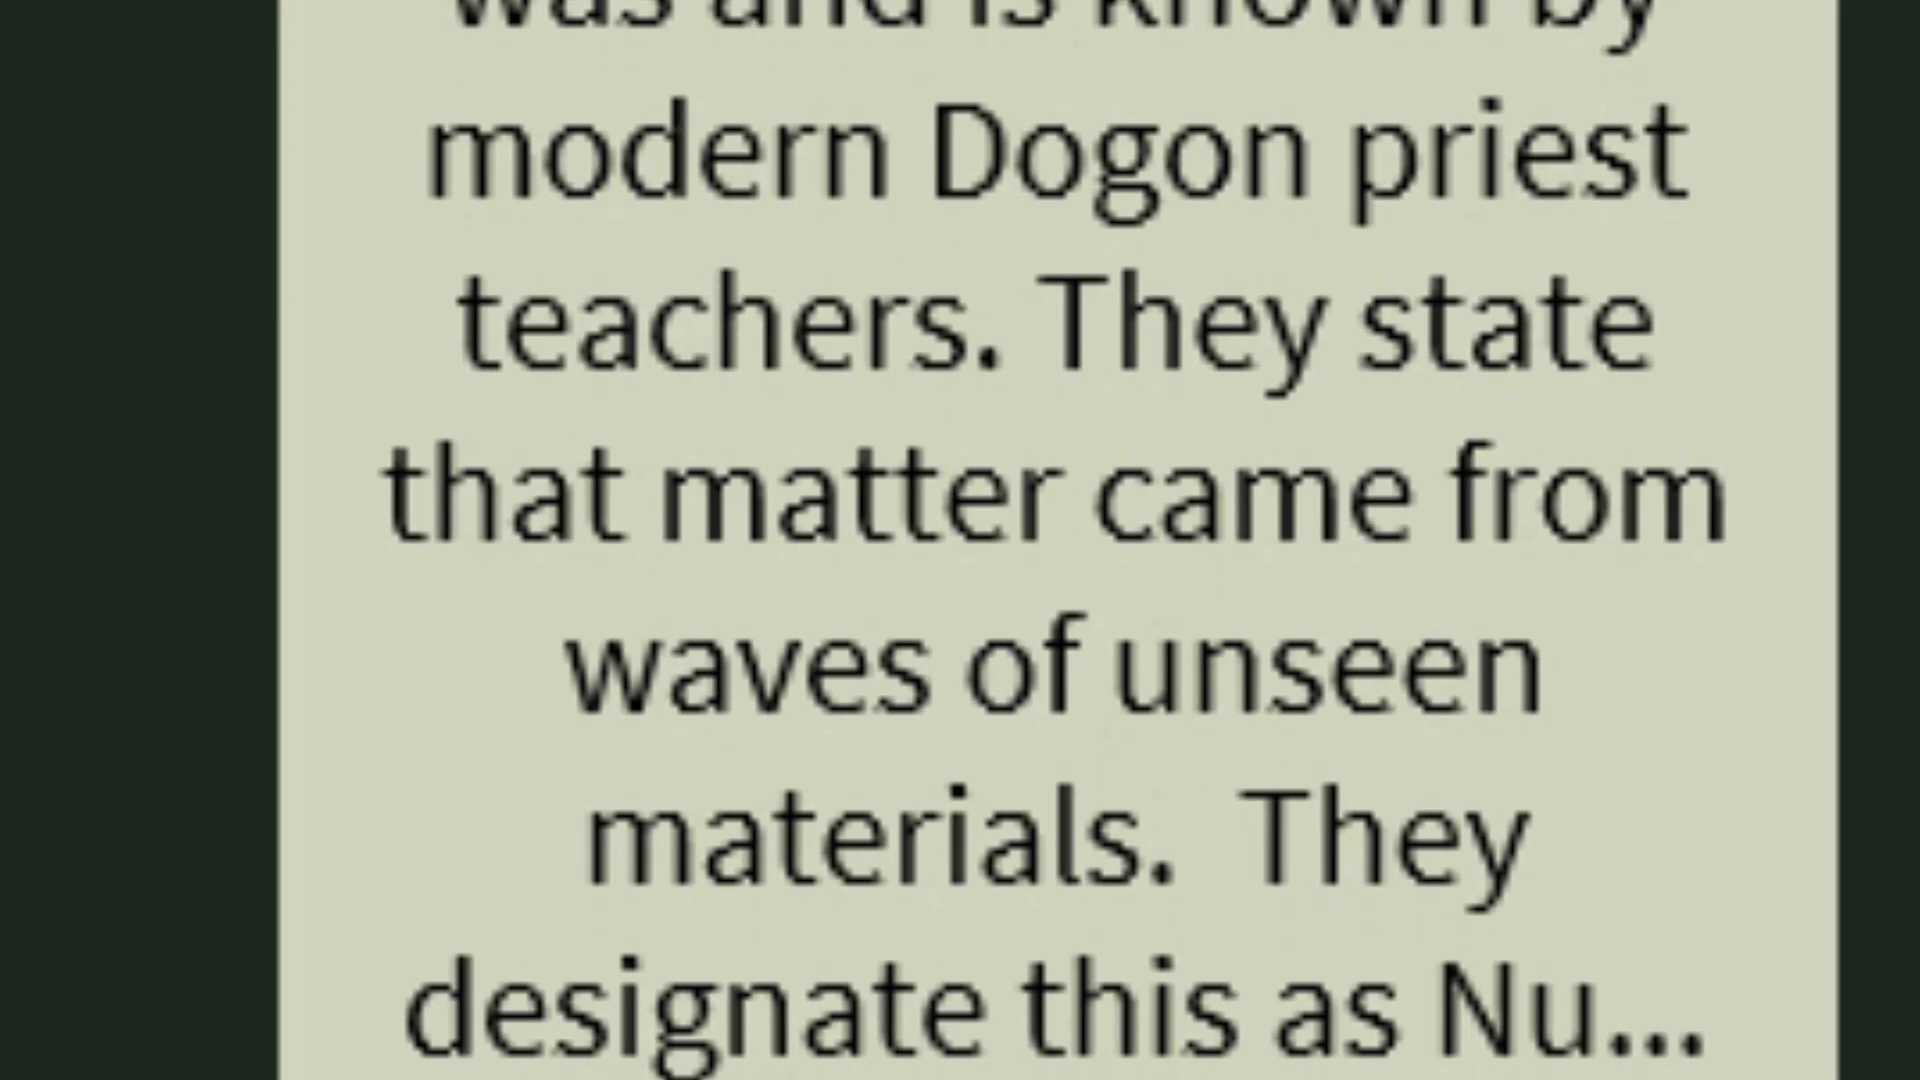 was and is known by
modern Dogon priest
teachers. They state
that matter came from
waves of unseen
materials.  They
designate this as Nu...